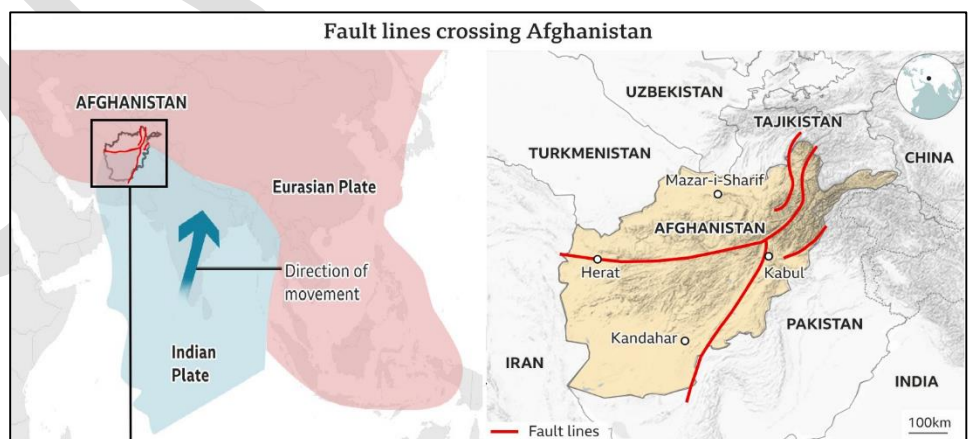 Fault lines crossing Afghanistan
AFGHANISTAN
Eurasian Plate
Direction of
movement
Indian
Plate
UZBEKISTAN
TAJIKISTAN
TURKMENISTAN
CHINA
Mazar-i-Sharif
AFGHANISTAN
Herat
Kabul
Kandahar
PAKISTAN
IRAN
INDIA
Fault lines
100km